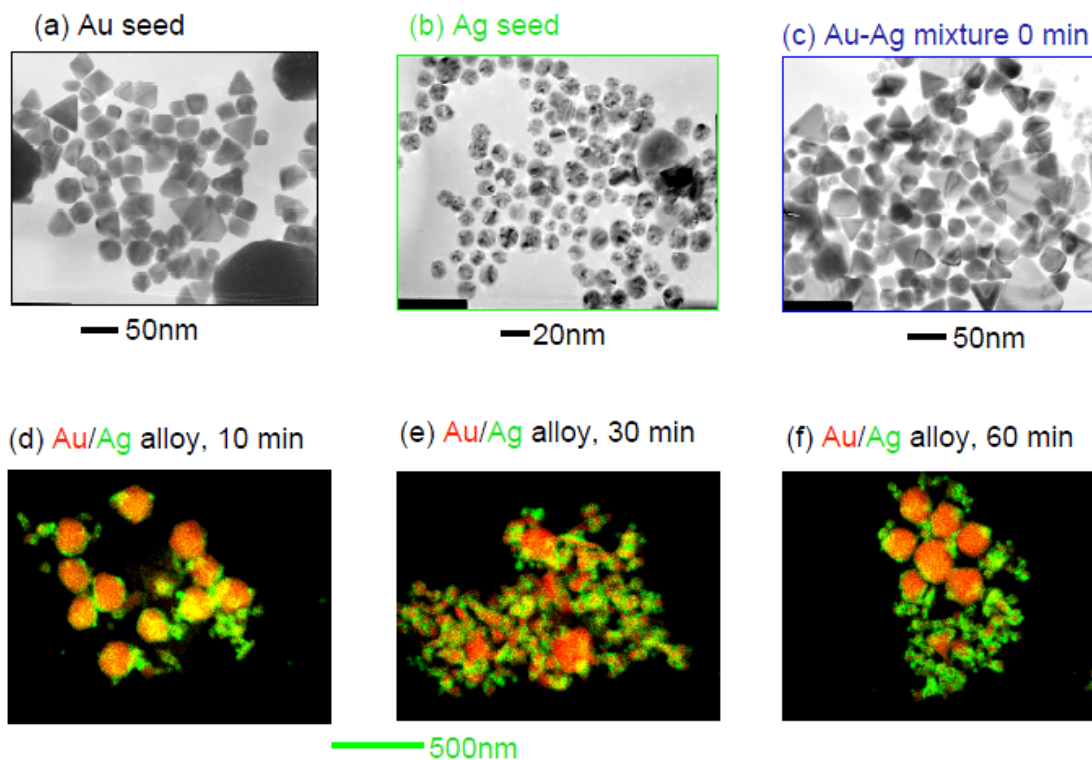 (a) Au seed
(b) Ag seed
(c) Au-Ag mixture 0 min
50nm
20nm
50nm
(d) Au/Ag alloy, 10 min
(e) Au/Ag alloy, 30 min
(f) Au/Ag alloy, 60 min
500nm